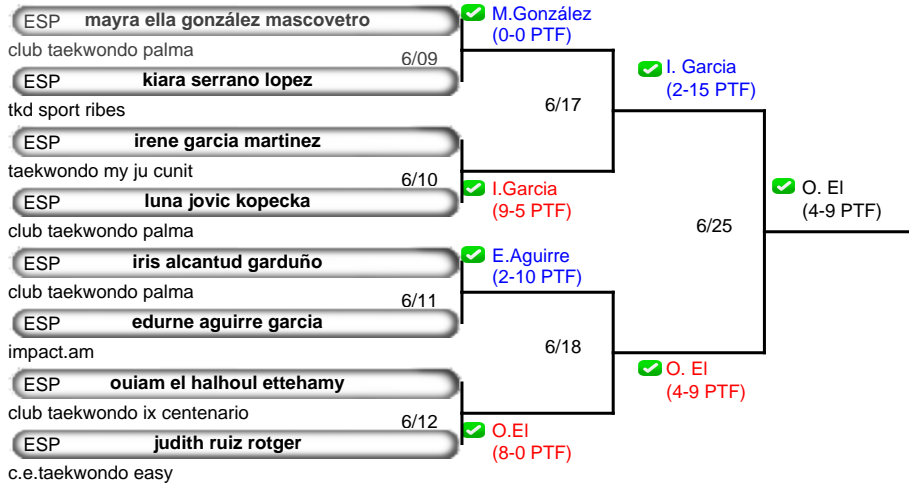 ESP mayra ella gonzález mascovetro
club taekwondo palma
6/09
ESP kiara serrano lopez
tkd sport ribes
ESP irene garcia martinez
taekwondo my ju cunit
6/10
ESP luna jovic kopecka
club taekwondo palma
ESP iris alcantud garduño
club taekwondo palma
6/11
ESP edurne aguirre garcia
impact.am
ESP ouiam el halhoul ettehamy
club taekwondo ix centenario
6/12
ESP judith ruiz rotger
c.e.taekwondo easy
M.González
(0-0 PTF)
6/17
I.Garcia
(9-5 PTF)
E.Aguirre
(2-10 PTF)
6/18
O.El
(8-0 PTF)
I. Garcia
(2-15 PTF)
6/25
O. El
(4-9 PTF)
O. El
(4-9 PTF)